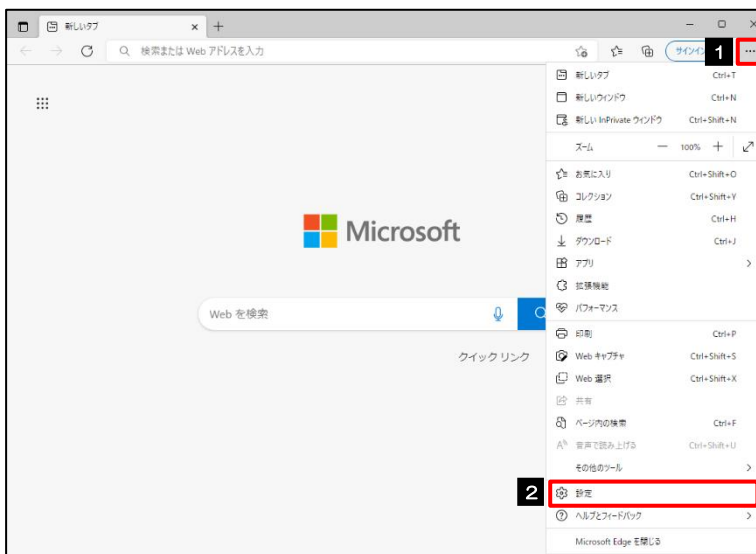 新しいタブ
検索または Web アドレスを入力
1
Microsoft
Web を検索
クイック リンク
新しいタブ Ctrl+T
新しいウィンドウ Ctrl+N
新しい InPrivate ウィンドウ Ctrl+Shift+N
ズーム 100%
お気に入り Ctrl+Shift+O
コレクション Ctrl+Shift+Y
履歴 Ctrl+H
ダウンロード Ctrl+J
アプリ
拡張機能
パフォーマンス
印刷 Ctrl+P
Web キャプチャ Ctrl+Shift+S
Web 選択 Ctrl+Shift+X
共有
ページ内の検索 Ctrl+F
音声で読み上げる Ctrl+Shift+U
その他のツール
2 設定
ヘルプとフィードバック
Microsoft Edge を閉じる